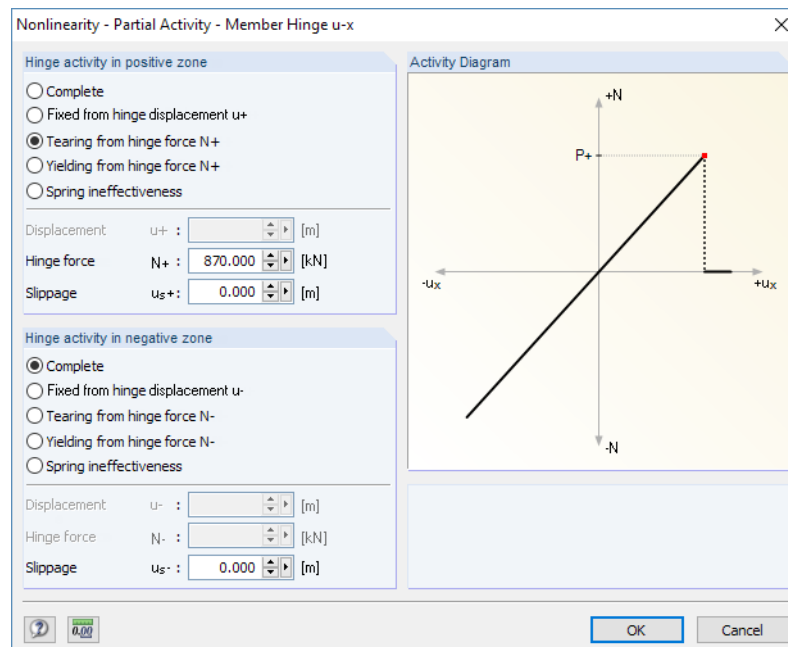 Nonlinearity - Partial Activity - Member Hinge u-x
Hinge activity in positive zone
Complete
Fixed from hinge displacement u+
Tearing from hinge force N+
Yielding from hinge force N+
Spring ineffectiveness
Displacement u+ : [m]
Hinge force N+ : 870.000 [kN]
Slippage us+: 0.000 [m]
Hinge activity in negative zone
Complete
Fixed from hinge displacement u-
Tearing from hinge force N-
Yielding from hinge force N-
Spring ineffectiveness
Displacement u- : [m]
Hinge force N- : [kN]
Slippage us- : 0.000 [m]
Activity Diagram
+N
P+
-ux
+ux
-N
0.00
OK
Cancel